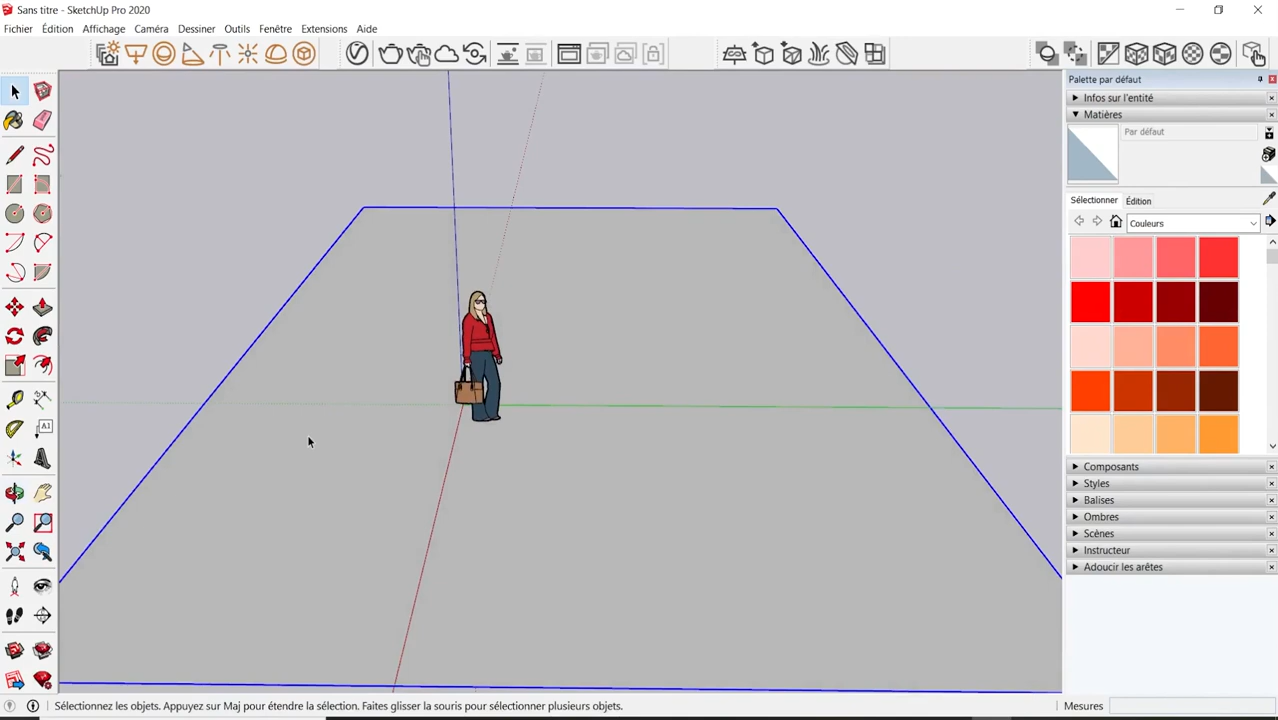 Sans titre - SketchUp Pro 2020
Fichier Édition Affichage Caméra Dessiner Outils Fenêtre Extensions Aide
Palette par défaut
Infos sur l'entité
Matières
Par défaut
Sélectionner Édition
Couleurs
Composants
Styles
Balises
Ombres
Scènes
Instructeur
Adoucir les arêtes
Sélectionnez les objets. Appuyez sur Maj pour étendre la sélection. Faites glisser la souris pour sélectionner plusieurs objets.
Mesures